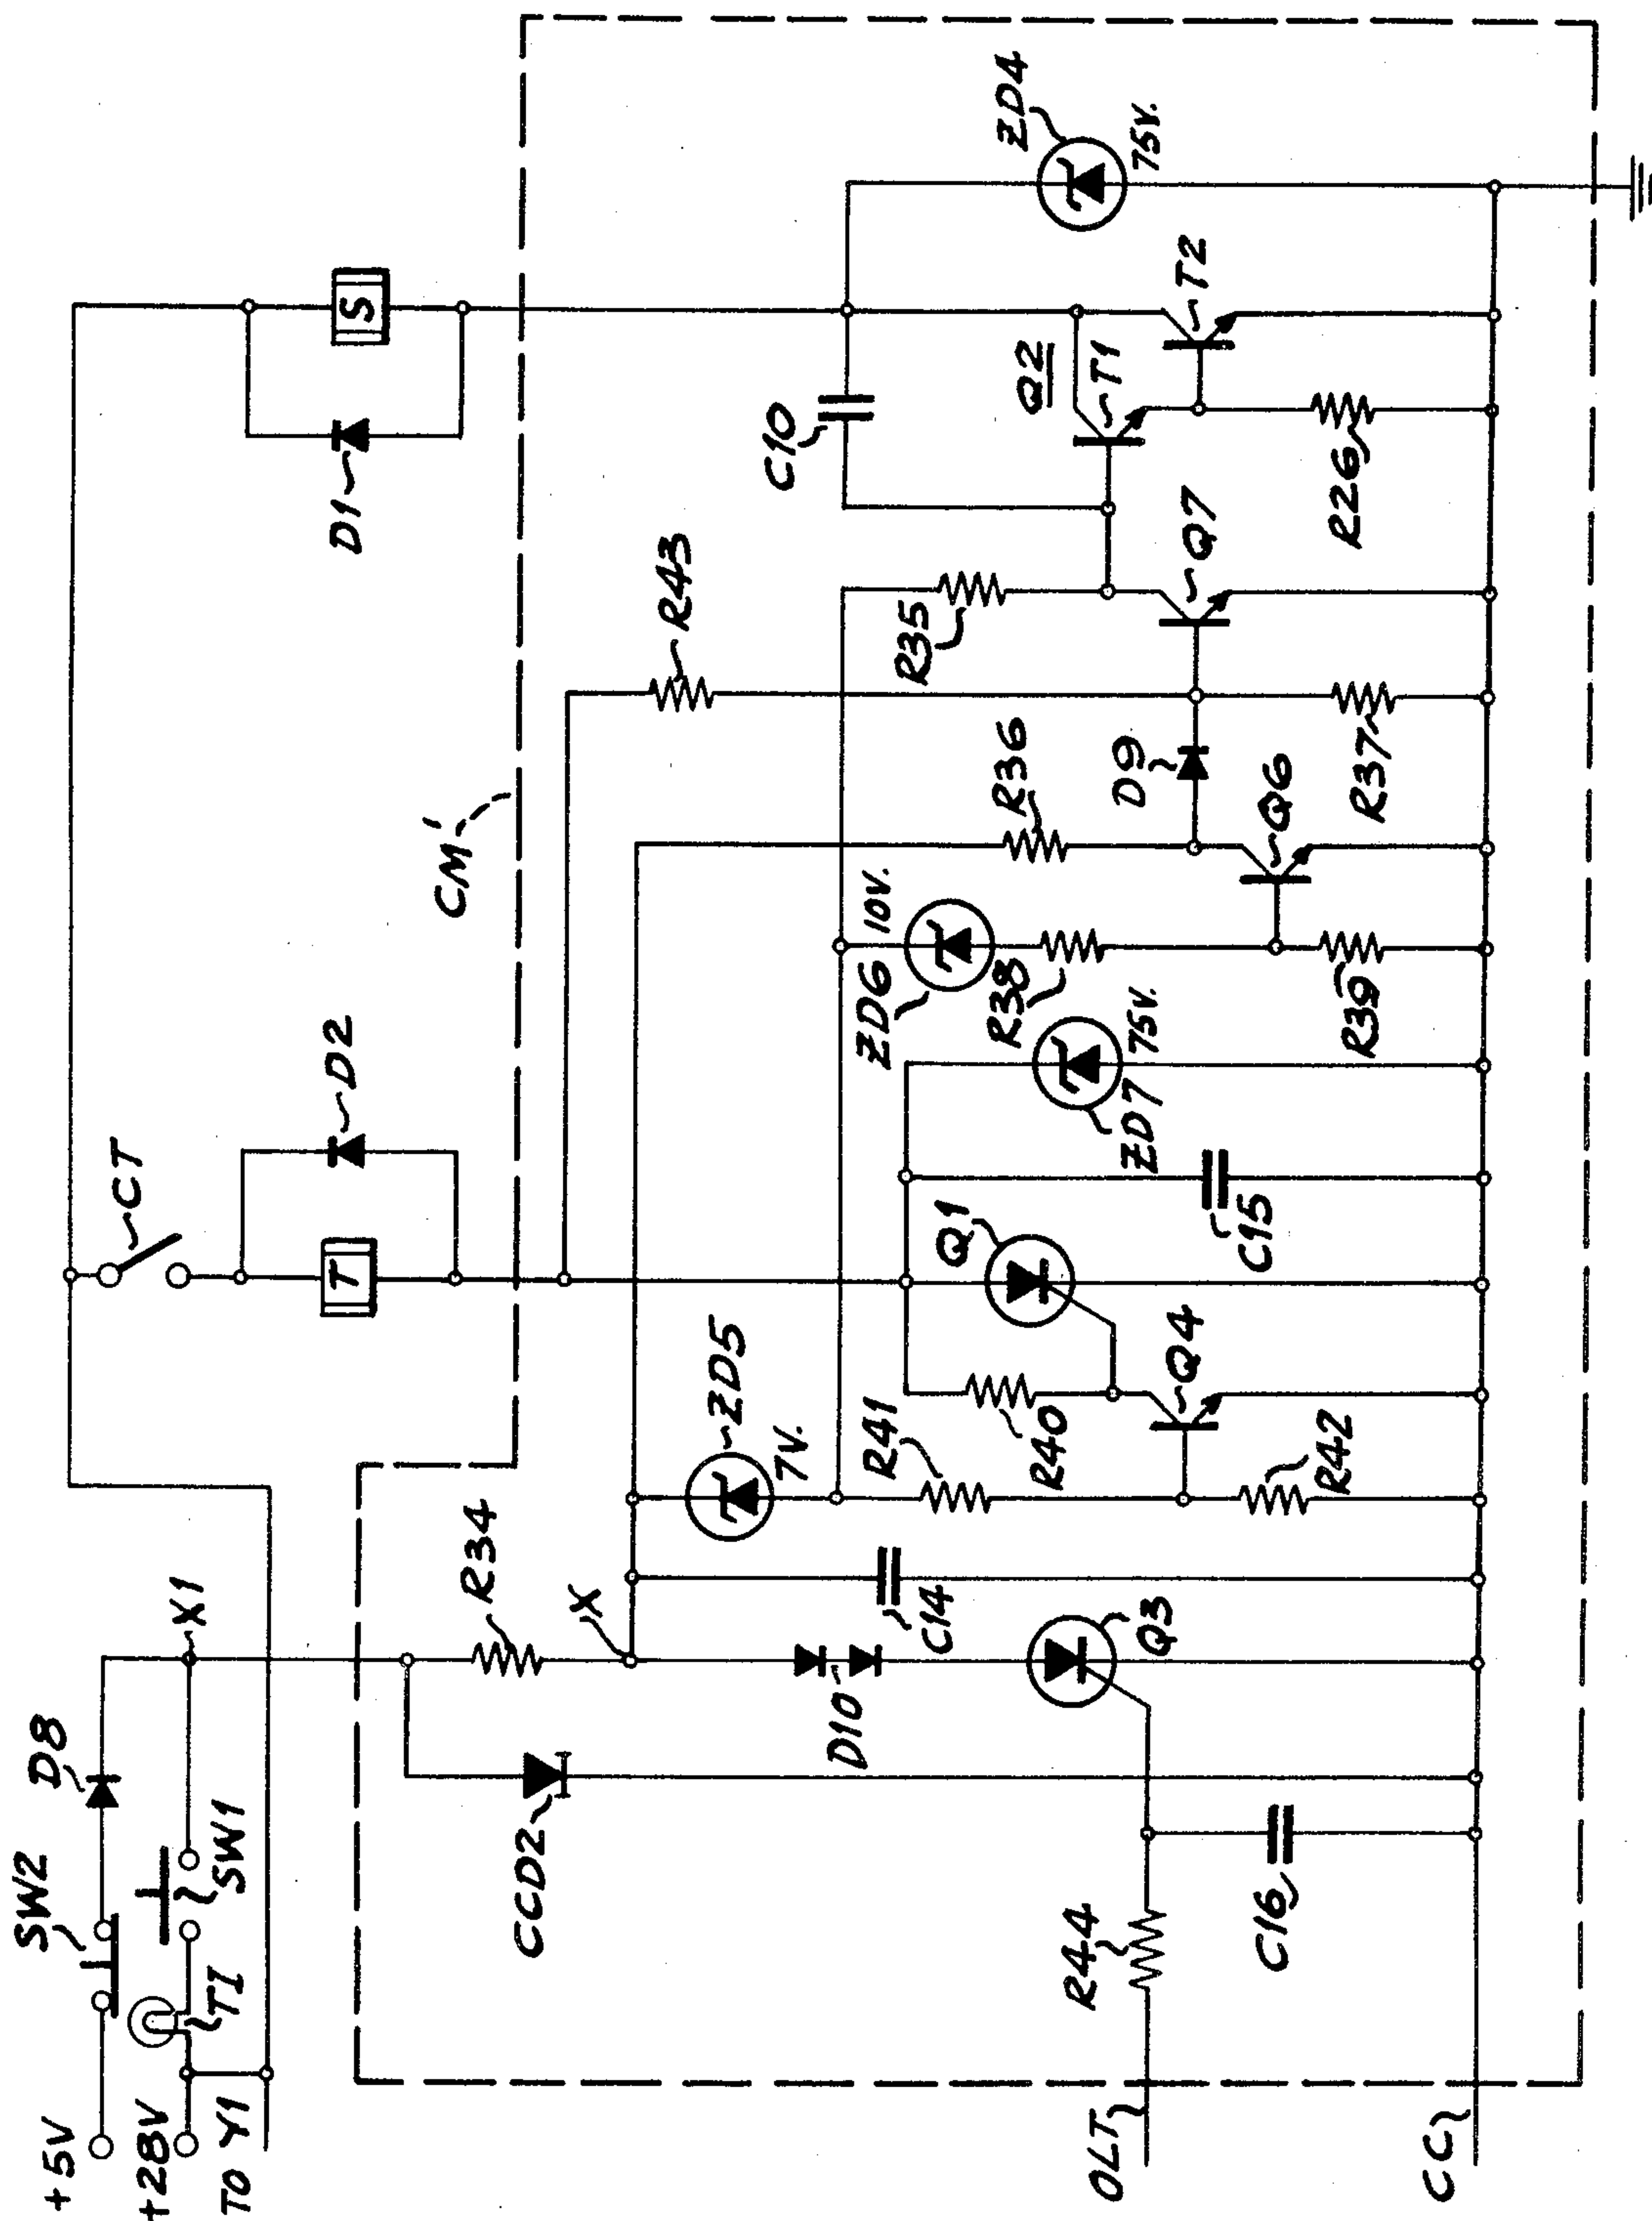 +5V
+28V
TO Y1
SW2
D8
TI
SW1
X1
CT
T
D2
D1
S
CM'
CCD2
R34
X
ZD5
7V.
R43
D10
C14
Q3
R41
R40
Q4
R42
Q1
C15
ZD7
75V.
ZD6
10V.
R38
R39
R36
Q6
D9
R37
R35
Q7
C10
Q2
T1
T2
R26
ZD4
75V.
OLT
R44
C16
CC